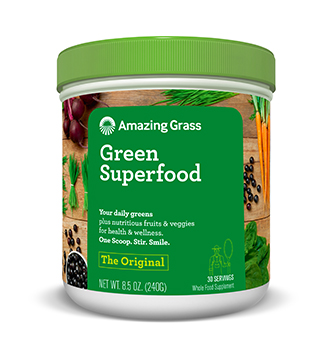 Amazing Grass
Green
Superfood
Your daily greens
plus nutritious fruits & veggies
for health & wellness.
One Scoop. Stir. Smile.
The Original
30 SERVINGS
Whole Food Supplement
NET WT. 8.5 OZ. (240G)